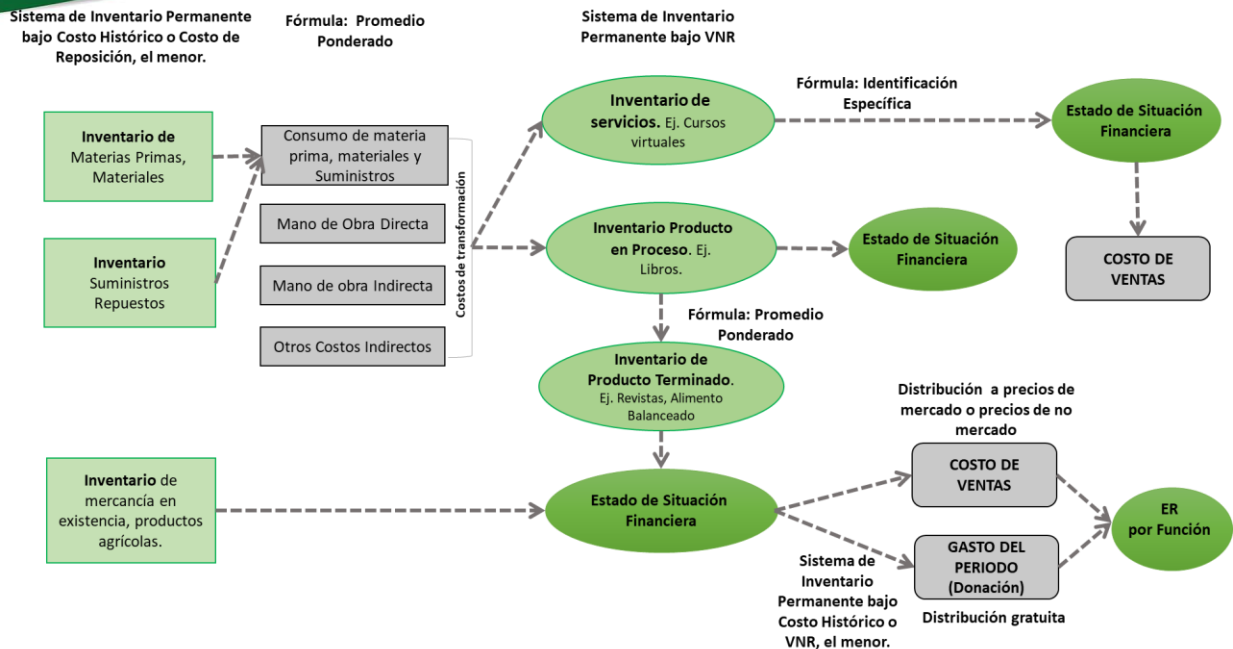 Sistema de Inventario Permanente
bajo Costo Histórico o Costo de
Reposición, el menor.
Fórmula: Promedio
Ponderado
Sistema de Inventario
Permanente bajo VNR
Inventario de
Materias Primas,
Materiales
Inventario
Suministros
Repuestos
Consumo de materia
prima, materiales y
Suministros
Mano de Obra Directa
Mano de obra Indirecta
Otros Costos Indirectos
Costos de transformación
Inventario de
servicios. Ej. Cursos
virtuales
Fórmula: Identificación
Específica
Estado de Situación
Financiera
COSTO DE
VENTAS
Inventario Producto
en Proceso. Ej.
Libros.
Estado de Situación
Financiera
Fórmula: Promedio
Ponderado
Inventario de
Producto Terminado.
Ej. Revistas, Alimento
Balanceado
Inventario de
mercancía en
existencia, productos
agrícolas.
Estado de Situación
Financiera
Distribución a precios de
mercado o precios de no
mercado
COSTO DE
VENTAS
GASTO DEL
PERIODO
(Donación)
Distribución gratuita
Sistema de
Inventario
Permanente bajo
Costo Histórico o
VNR, el menor.
ER
por Función